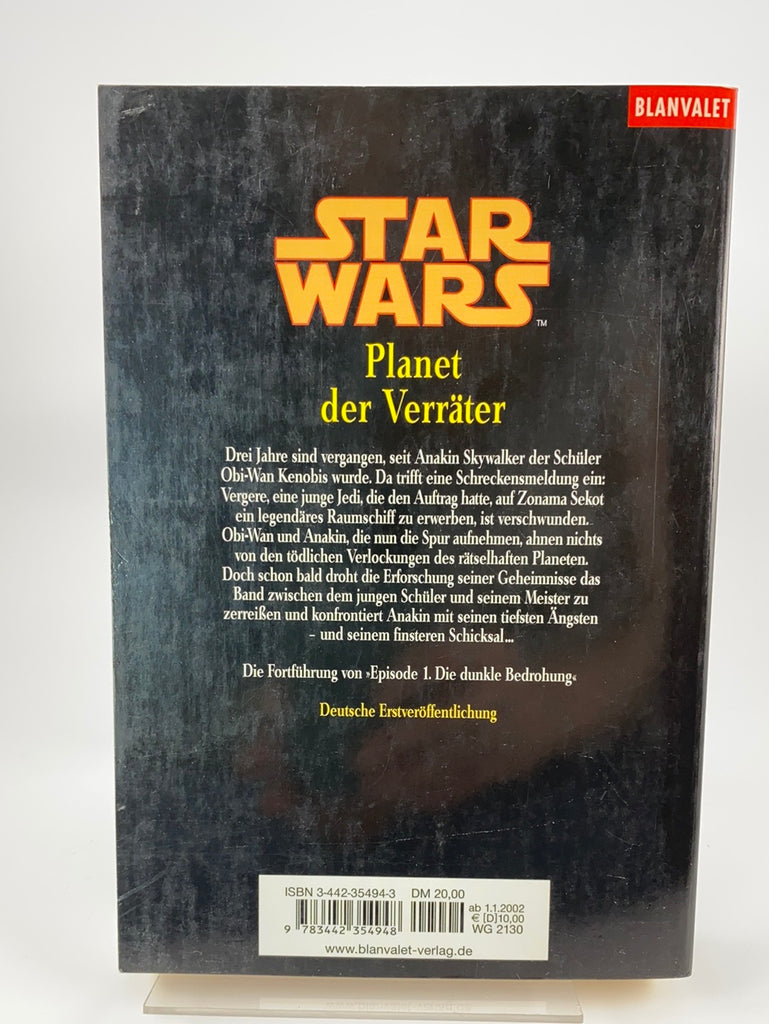 BLANVALET
STAR
WARS
TM
Planet
der Verräter
Drei Jahre sind vergangen, seit Anakin Skywalker der Schüler
Obi-Wan Kenobis wurde. Da trifft eine Schreckensmeldung ein:
Vergere, eine junge Jedi, die den Auftrag hatte, auf Zonama Sekot
ein legendäres Raumschiff zu erwerben, ist verschwunden.
Obi-Wan und Anakin, die nun die Spur aufnehmen, ahnen nichts
von den tödlichen Verlockungen des rätselhaften Planeten.
Doch schon bald droht die Erforschung seiner Geheimnisse das
Band zwischen dem jungen Schüler und seinem Meister zu
zerreißen und konfrontiert Anakin mit seinen tiefsten Ängsten
– und seinem finsteren Schicksal...
Die Fortführung von »Episode 1. Die dunkle Bedrohung«
Deutsche Erstveröffentlichung
ISBN 3-442-35494-3 DM 20,00
ab 1.1.2002
€ [D] 10,00
WG 2130
9 783442 354948
www.blanvalet-verlag.de